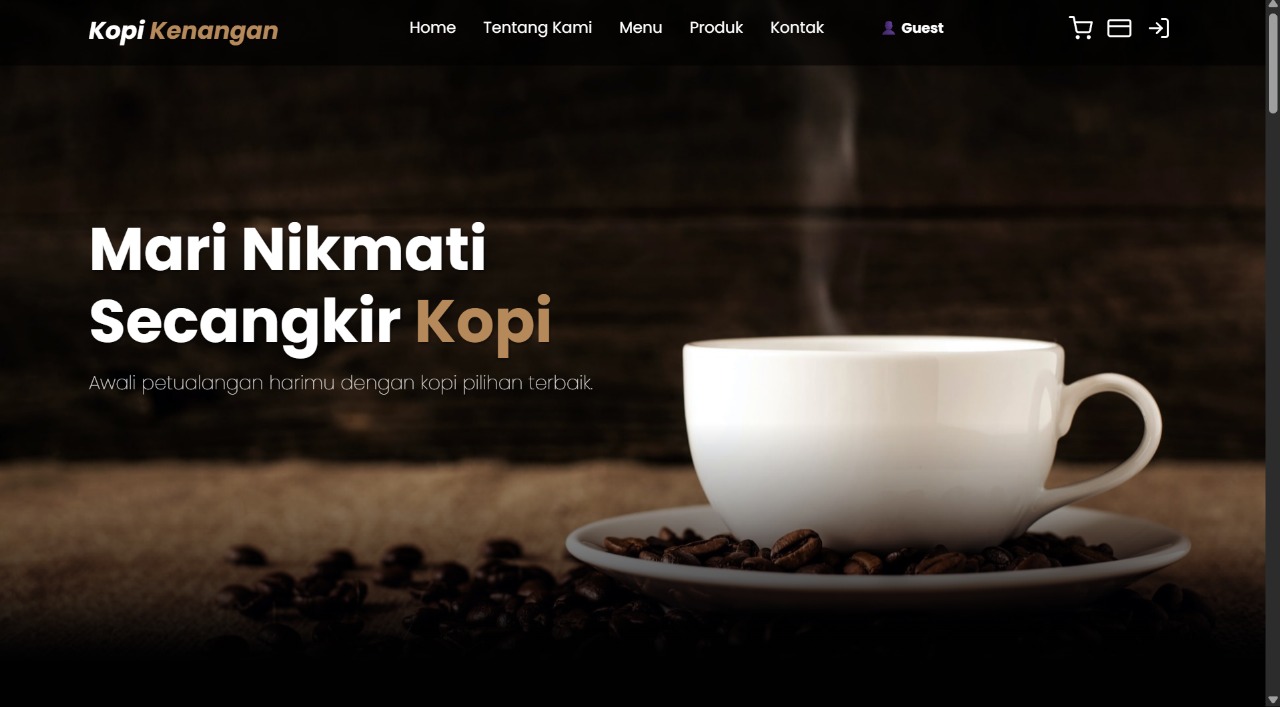 Kopi Kenangan
Home Tentang Kami Menu Produk Kontak
Guest
Mari Nikmati
Secangkir Kopi
Awali petualangan harimu dengan kopi pilihan terbaik.